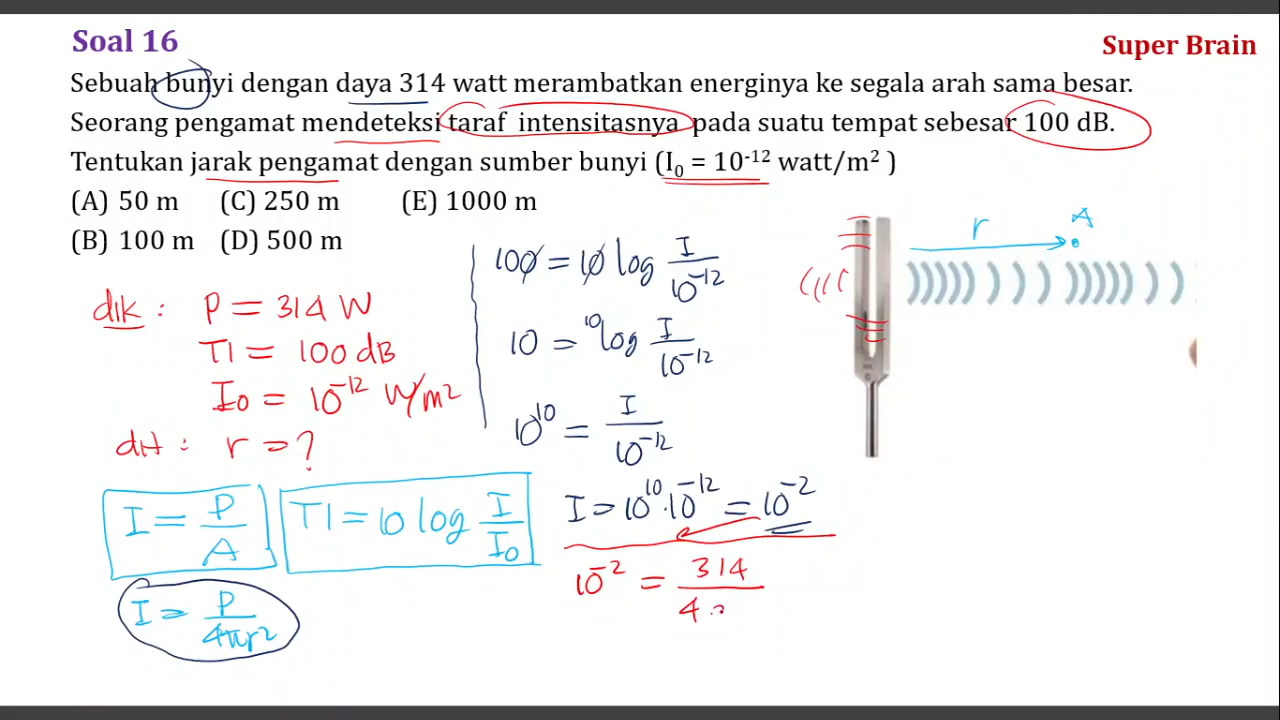 Soal 16
Super Brain
Sebuah bunyi dengan daya 314 watt merambatkan energinya ke segala arah sama besar.
Seorang pengamat mendeteksi taraf intensitasnya pada suatu tempat sebesar 100 dB.
Tentukan jarak pengamat dengan sumber bunyi (I₀ = 10⁻¹² watt/m² )
(A) 50 m (C) 250 m (E) 1000 m
(B) 100 m (D) 500 m
dik : P = 314 W
TI = 100 dB
I₀ = 10⁻¹² W/m²
dit : r = ?
I = P/A
TI = 10 log I/I₀
I = P/4πr²
100 = 10 log I/10⁻¹²
10 = ¹⁰log I/10⁻¹²
10¹⁰ = I/10⁻¹²
I = 10¹⁰.10⁻¹² = 10⁻²
10⁻² = 314/4.
r
A